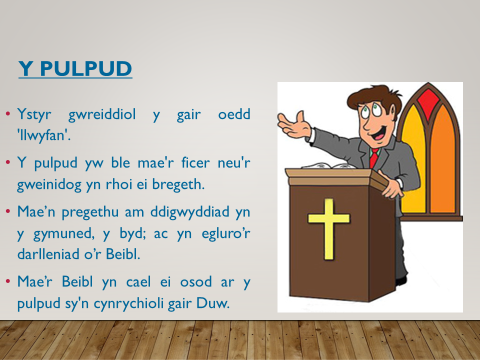 Y PULPUD
• Ystyr gwreiddiol y gair oedd
'llwyfan'.
• Y pulpud yw ble mae'r ficer neu'r
gweinidog yn rhoi ei bregeth.
• Mae'n pregethu am ddigwyddiad yn
y gymuned, y byd; ac yn egluro'r
darlleniad o'r Beibl.
• Mae'r Beibl yn cael ei osod ar y
pulpud sy'n cynrychioli gair Duw.